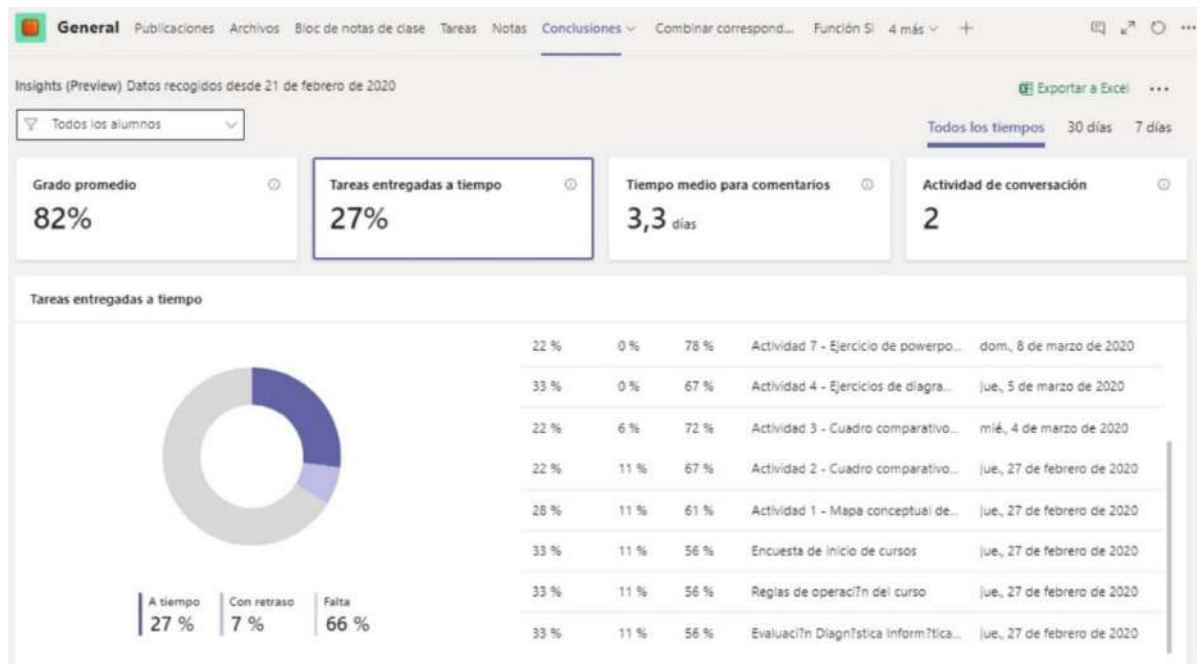 General Publicaciones Archivos Bloc de notas de clase Tareas Notas Conclusiones Combinar correspond... Función SI 4 más
Insights (Preview) Datos recogidos desde 21 de febrero de 2020
Exportar a Excel
Todos los alumnos
Todos los tiempos 30 días 7 días
Grado promedio
82%
Tareas entregadas a tiempo
27%
Tiempo medio para comentarios
3,3 días
Actividad de conversación
2
Tareas entregadas a tiempo
22 % 0 % 78 % Actividad 7 - Ejercicio de powerpo... dom., 8 de marzo de 2020
33 % 0 % 67 % Actividad 4 - Ejercicios de diagra... jue., 5 de marzo de 2020
22 % 6 % 72 % Actividad 3 - Cuadro comparativo... mié., 4 de marzo de 2020
22 % 11 % 67 % Actividad 2 - Cuadro comparativo... jue., 27 de febrero de 2020
28 % 11 % 61 % Actividad 1 - Mapa conceptual de... jue., 27 de febrero de 2020
33 % 11 % 56 % Encuesta de inicio de cursos jue., 27 de febrero de 2020
33 % 11 % 56 % Reglas de operaci?n del curso jue., 27 de febrero de 2020
33 % 11 % 56 % Evaluaci?n Diagn?stica Inform?tica... jue., 27 de febrero de 2020
A tiempo
27 %
Con retraso
7 %
Falta
66 %